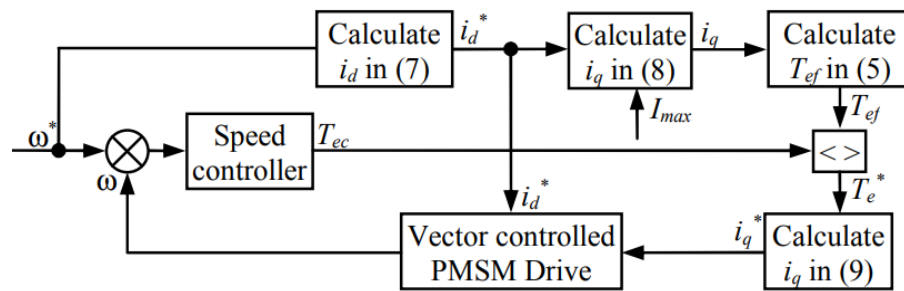 Calculate
i_d in (7)
i_d^*
Calculate
i_q in (8)
i_q
Calculate
T_ef in (5)
I_max
T_ef
ω^*
Speed
controller
T_ec
< >
ω
T_e^*
i_d^*
Vector controlled
PMSM Drive
i_q^*
Calculate
i_q in (9)